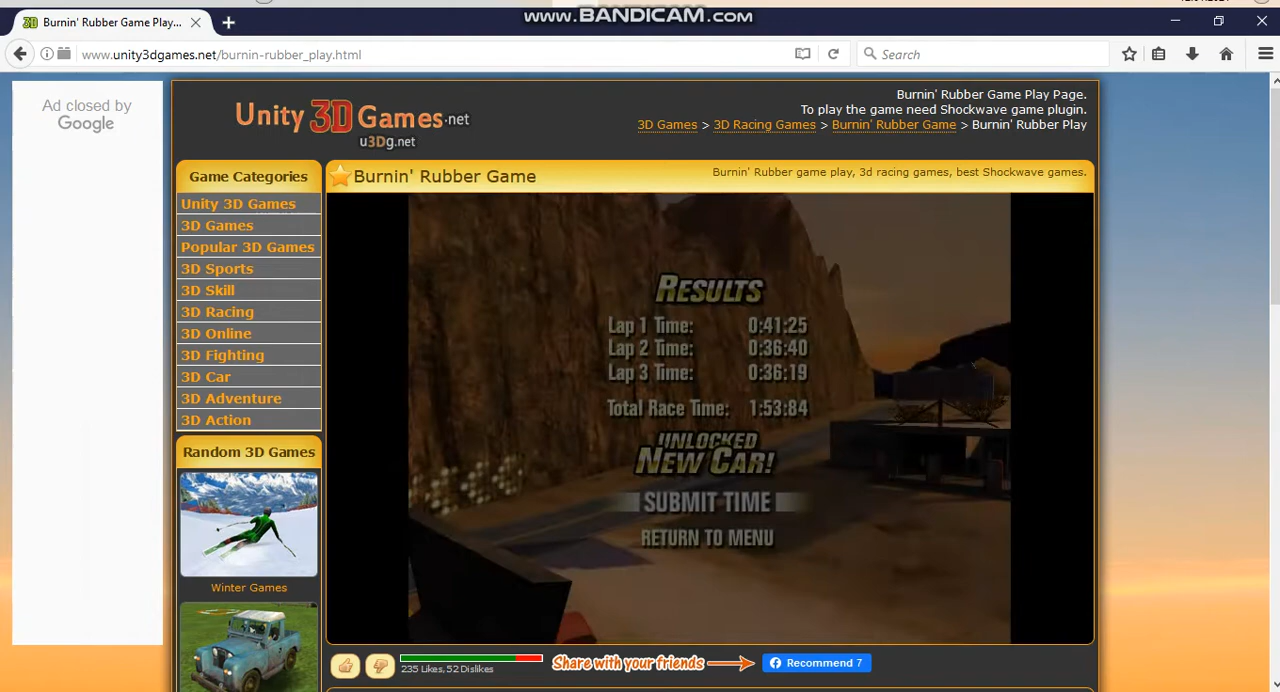 www.BANDICAM.com
3D Burnin' Rubber Game Play...
www.unity3dgames.net/burnin-rubber_play.html
Search
Ad closed by
Google
Unity 3D Games.net
u3Dg.net
Burnin' Rubber Game Play Page.
To play the game need Shockwave game plugin.
3D Games > 3D Racing Games > Burnin' Rubber Game > Burnin' Rubber Play
Game Categories
Unity 3D Games
3D Games
Popular 3D Games
3D Sports
3D Skill
3D Racing
3D Online
3D Fighting
3D Car
3D Adventure
3D Action
Random 3D Games
Winter Games
Burnin' Rubber Game
Burnin' Rubber game play, 3d racing games, best Shockwave games.
RESULTS
Lap 1 Time: 0:41:25
Lap 2 Time: 0:36:40
Lap 3 Time: 0:36:19
Total Race Time: 1:53:84
UNLOCKED
NEW CAR!
SUBMIT TIME
RETURN TO MENU
235 Likes, 52 Dislikes
Share with your friends
Recommend 7